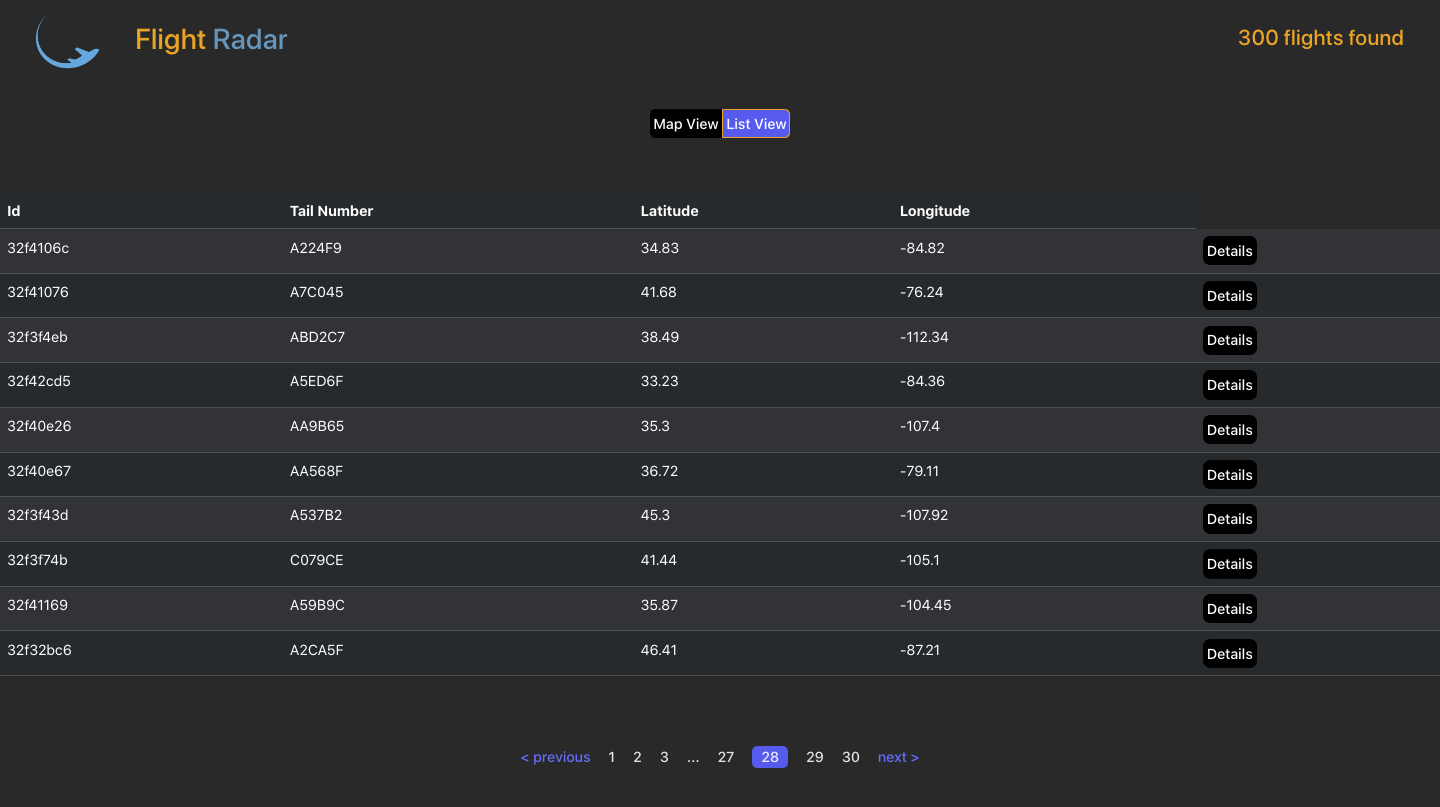 Flight Radar
300 flights found
Map View List View
Id Tail Number Latitude Longitude
32f4106c A224F9 34.83 -84.82 Details
32f41076 A7C045 41.68 -76.24 Details
32f3f4eb ABD2C7 38.49 -112.34 Details
32f42cd5 A5ED6F 33.23 -84.36 Details
32f40e26 AA9B65 35.3 -107.4 Details
32f40e67 AA568F 36.72 -79.11 Details
32f3f43d A537B2 45.3 -107.92 Details
32f3f74b C079CE 41.44 -105.1 Details
32f41169 A59B9C 35.87 -104.45 Details
32f32bc6 A2CA5F 46.41 -87.21 Details
< previous 1 2 3 ... 27 28 29 30 next >